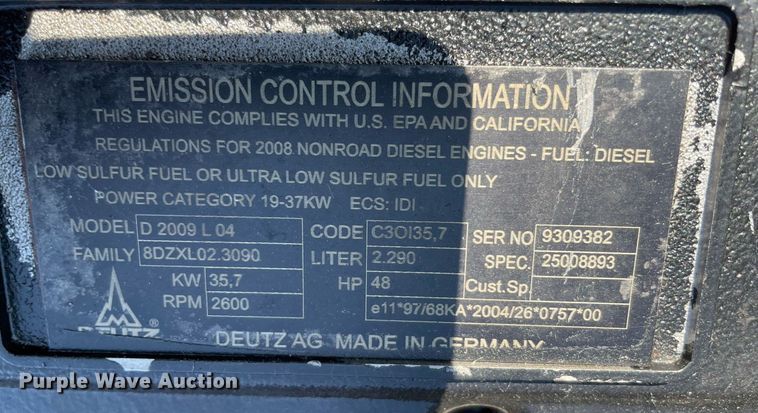 EMISSION CONTROL INFORMATION
THIS ENGINE COMPLIES WITH U.S. EPA AND CALIFORNIA
REGULATIONS FOR 2008 NONROAD DIESEL ENGINES - FUEL: DIESEL
LOW SULFUR FUEL OR ULTRA LOW SULFUR FUEL ONLY
POWER CATEGORY 19-37KW ECS: IDI
MODEL D 2009 L 04 CODE C3OI35,7 SER NO 9309382
FAMILY 8DZXL02.3090 LITER 2.290 SPEC. 25008893
KW 35,7 HP 48 Cust.Sp.
RPM 2600 e11*97/68KA*2004/26*0757*00
DEUTZ
DEUTZ AG MADE IN GERMANY
Purple Wave Auction